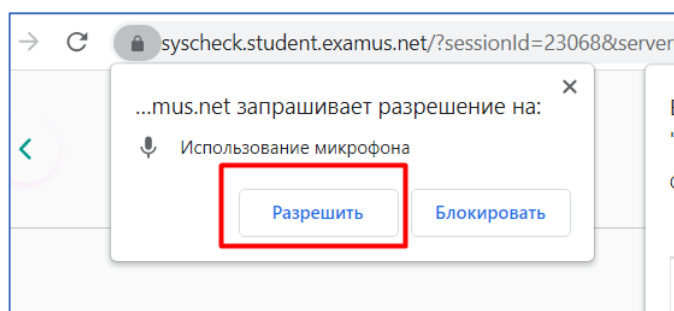 syscheck.student.examus.net/?sessionId=23068&server
...mus.net запрашивает разрешение на:
Использование микрофона
Разрешить
Блокировать